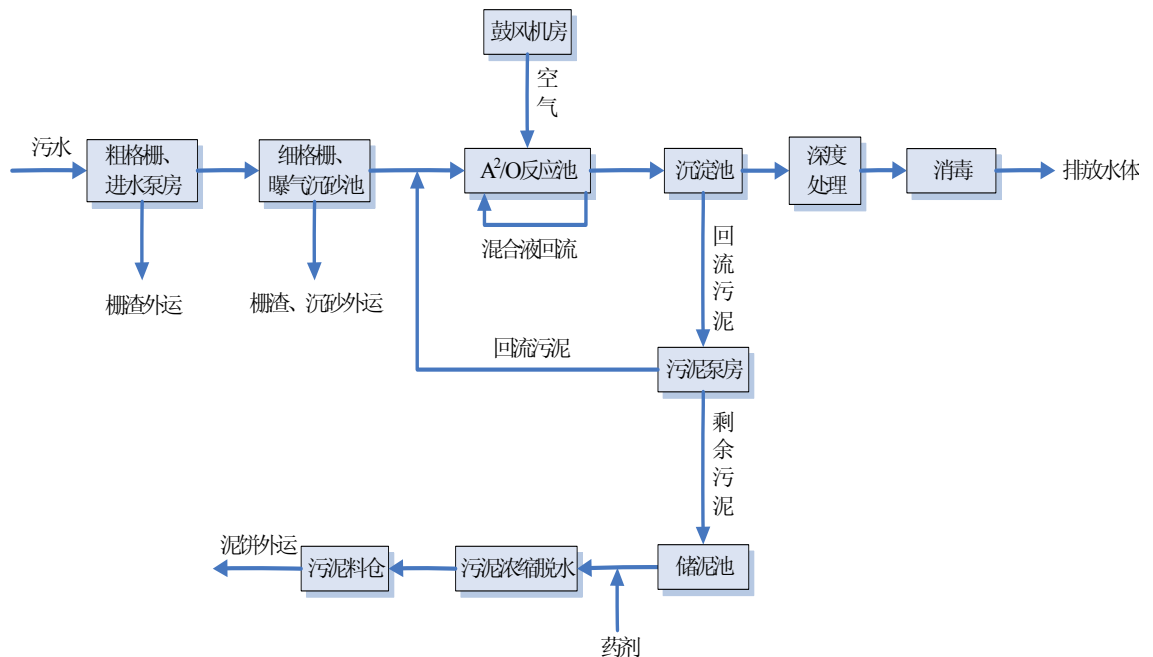 鼓风机房
空
气
污水
粗格栅、
进水泵房
细格栅、
曝气沉砂池
A²/O反应池
沉淀池
深度
处理
消毒
排放水体
混合液回流
回
流
污
泥
栅渣外运
栅渣、沉砂外运
回流污泥
污泥泵房
剩
余
污
泥
泥饼外运
污泥料仓
污泥浓缩脱水
储泥池
药剂